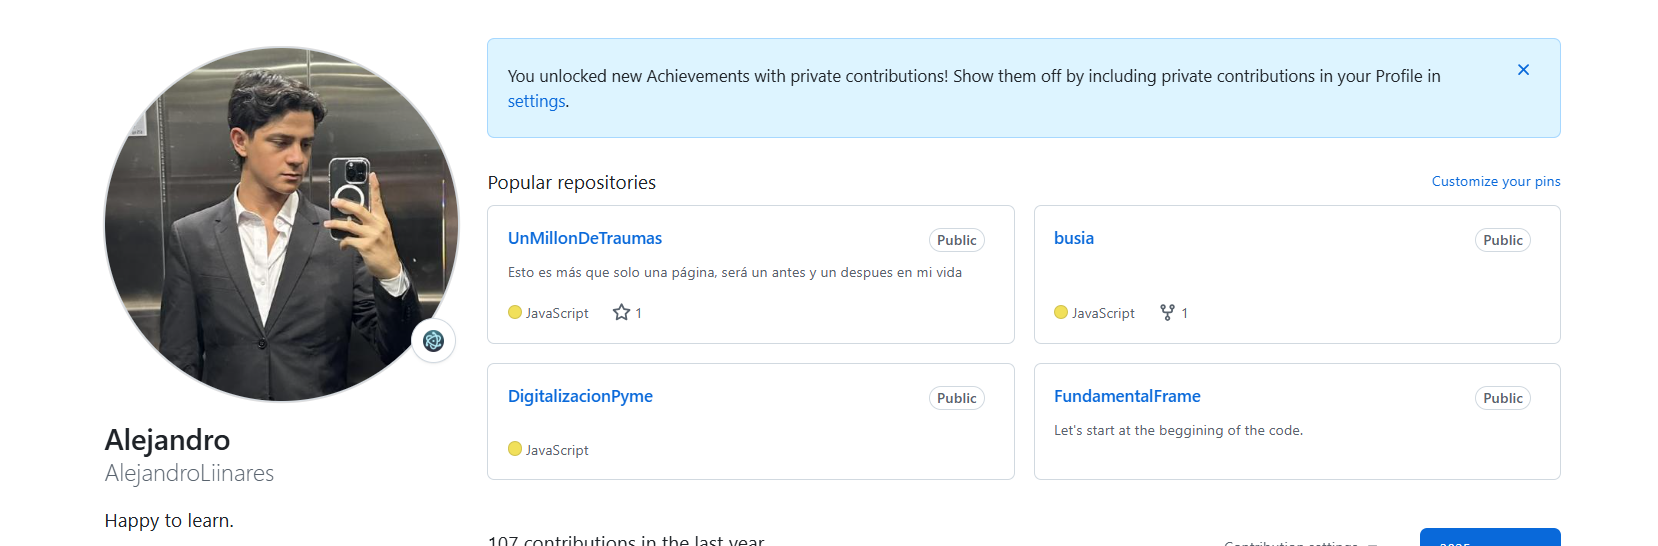 You unlocked new Achievements with private contributions! Show them off by including private contributions in your Profile in
settings.
Popular repositories
Customize your pins
UnMillonDeTraumas
Public
Esto es más que solo una página, será un antes y un despues en mi vida
JavaScript
1
busia
Public
JavaScript
1
DigitalizacionPyme
Public
JavaScript
FundamentalFrame
Public
Let's start at the beggining of the code.
Alejandro
AlejandroLiinares
Happy to learn.
107 contributions in the last year
Contribution settings
2025